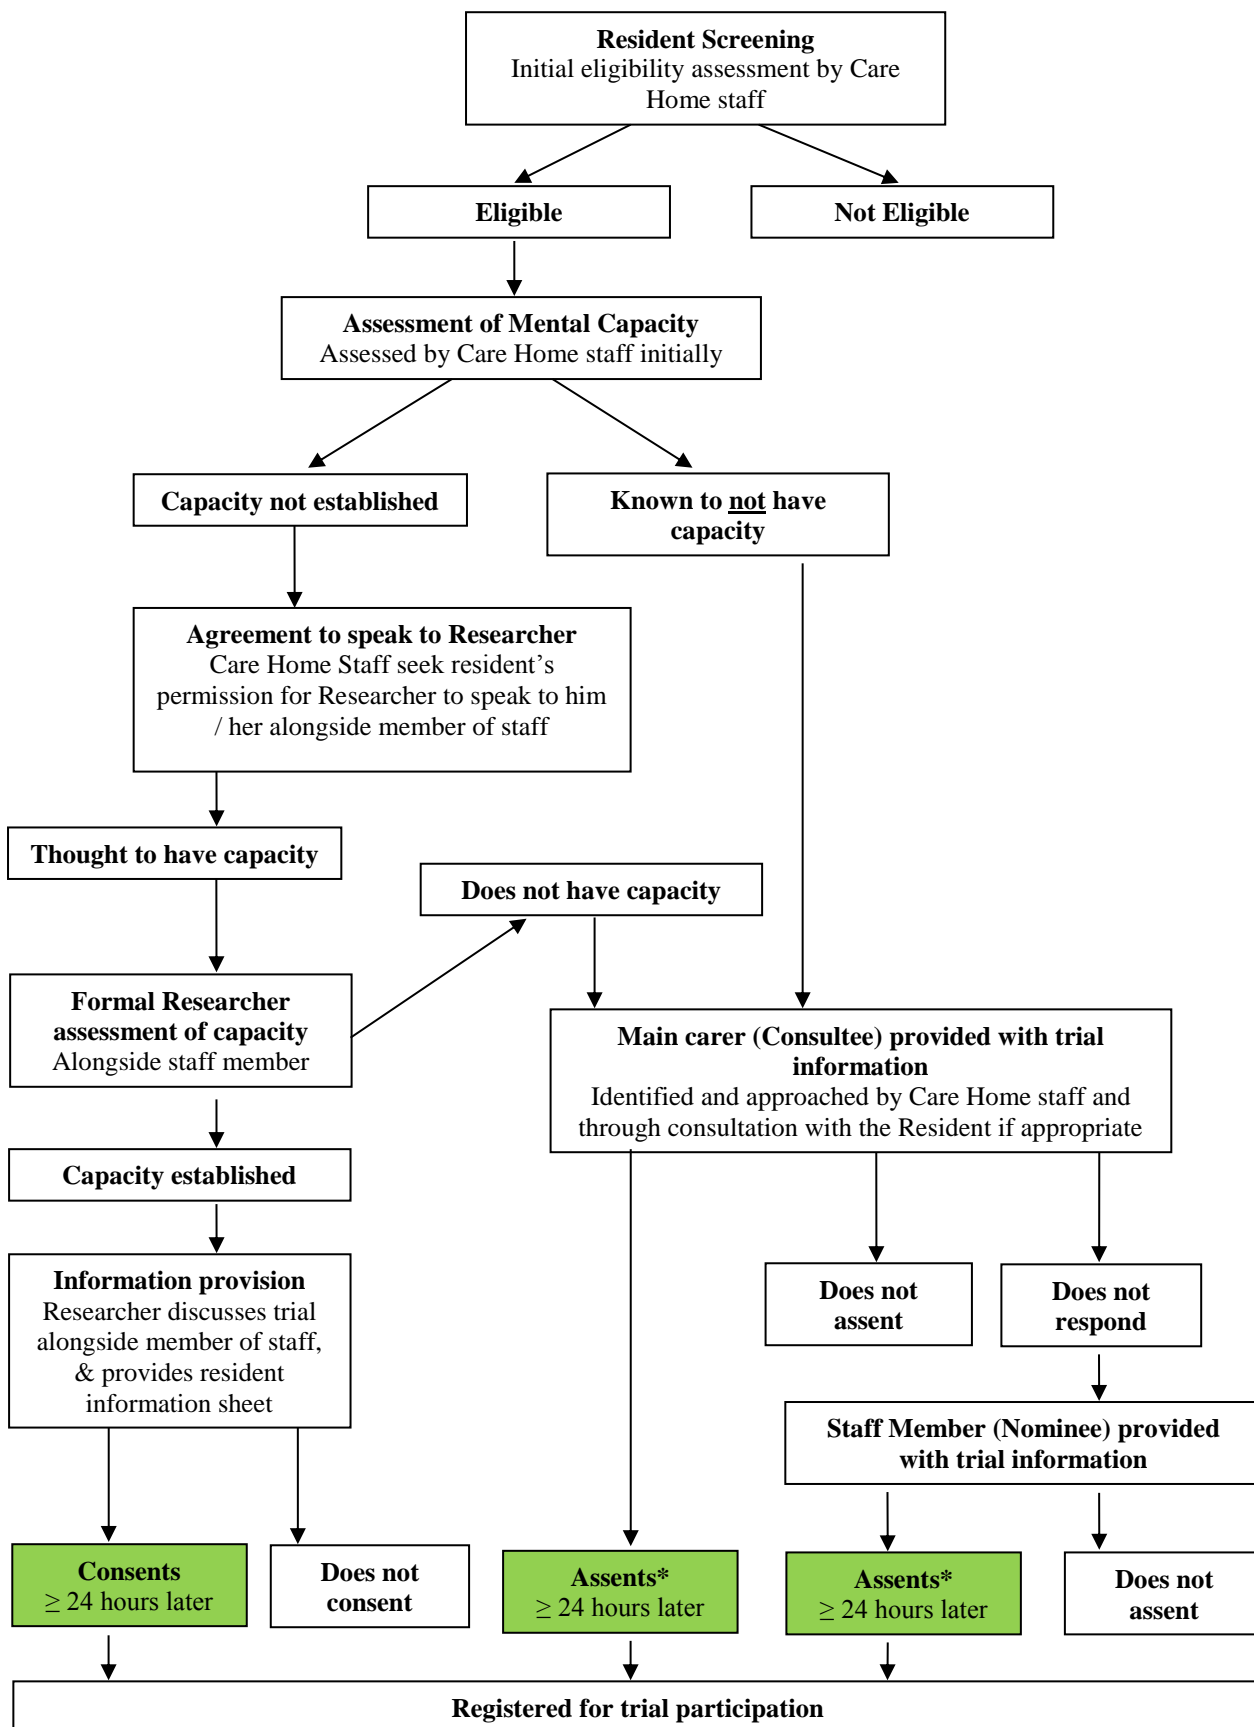 Resident Screening
Initial eligibility assessment by Care
Home staff
Eligible
Not Eligible
Assessment of Mental Capacity
Assessed by Care Home staff initially
Capacity not established
Known to not have
capacity
Agreement to speak to Researcher
Care Home Staff seek resident’s
permission for Researcher to speak to him
/ her alongside member of staff
Thought to have capacity
Does not have capacity
Formal Researcher
assessment of capacity
Alongside staff member
Main carer (Consultee) provided with trial
information
Identified and approached by Care Home staff and
through consultation with the Resident if appropriate
Capacity established
Information provision
Researcher discusses trial
alongside member of staff,
& provides resident
information sheet
Does not
assent
Does not
respond
Staff Member (Nominee) provided
with trial information
Consents
≥ 24 hours later
Does not
consent
Assents*
≥ 24 hours later
Assents*
≥ 24 hours later
Does not
assent
Registered for trial participation